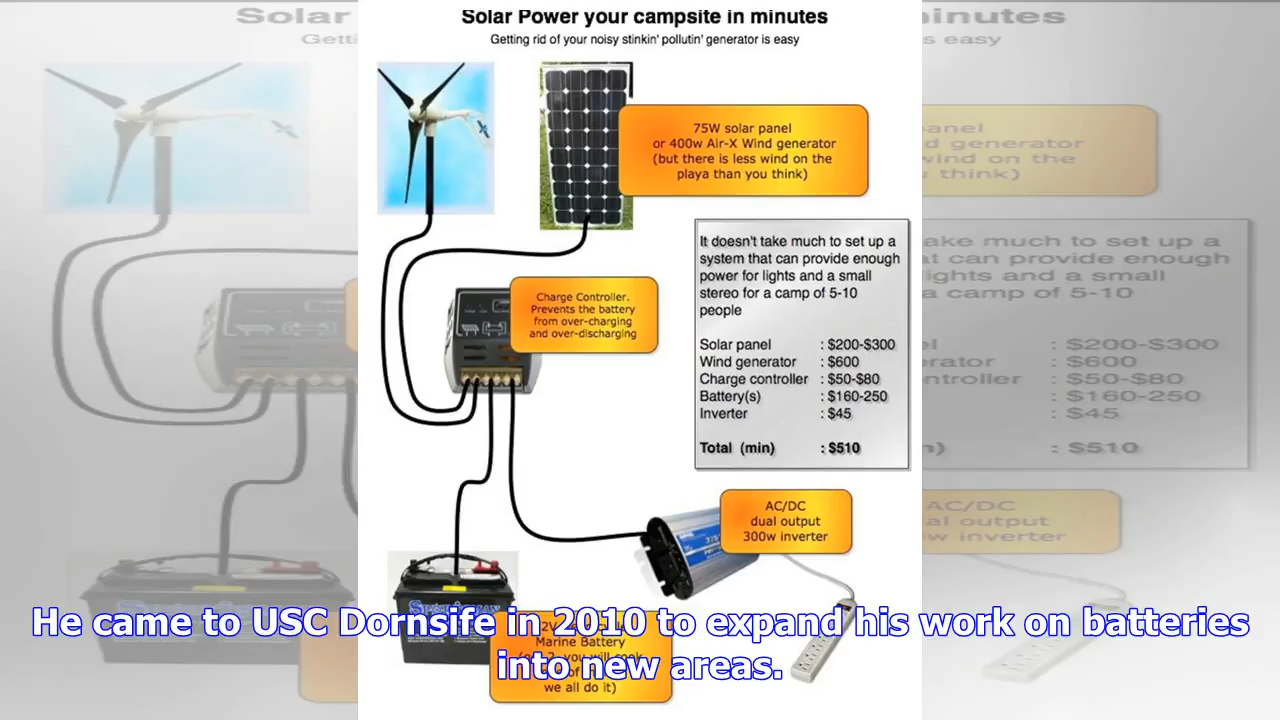 Solar Power your campsite in minutes
Getting rid of your noisy stinkin' pollutin' generator is easy
75W solar panel
or 400w Air-X Wind generator
(but there is less wind on the
playa than you think)
It doesn't take much to set up a
system that can provide enough
power for lights and a small
stereo for a camp of 5-10
people
Solar panel : $200-$300
Wind generator : $600
Charge controller : $50-$80
Battery(s) : $160-250
Inverter : $45
Total (min) : $510
Charge Controller.
Prevents the battery
from over-charging
and over-discharging
AC/DC
dual output
300w inverter
Marine Battery
you will cook
we all do it)
He came to USC Dornsife in 2010 to expand his work on batteries
into new areas.